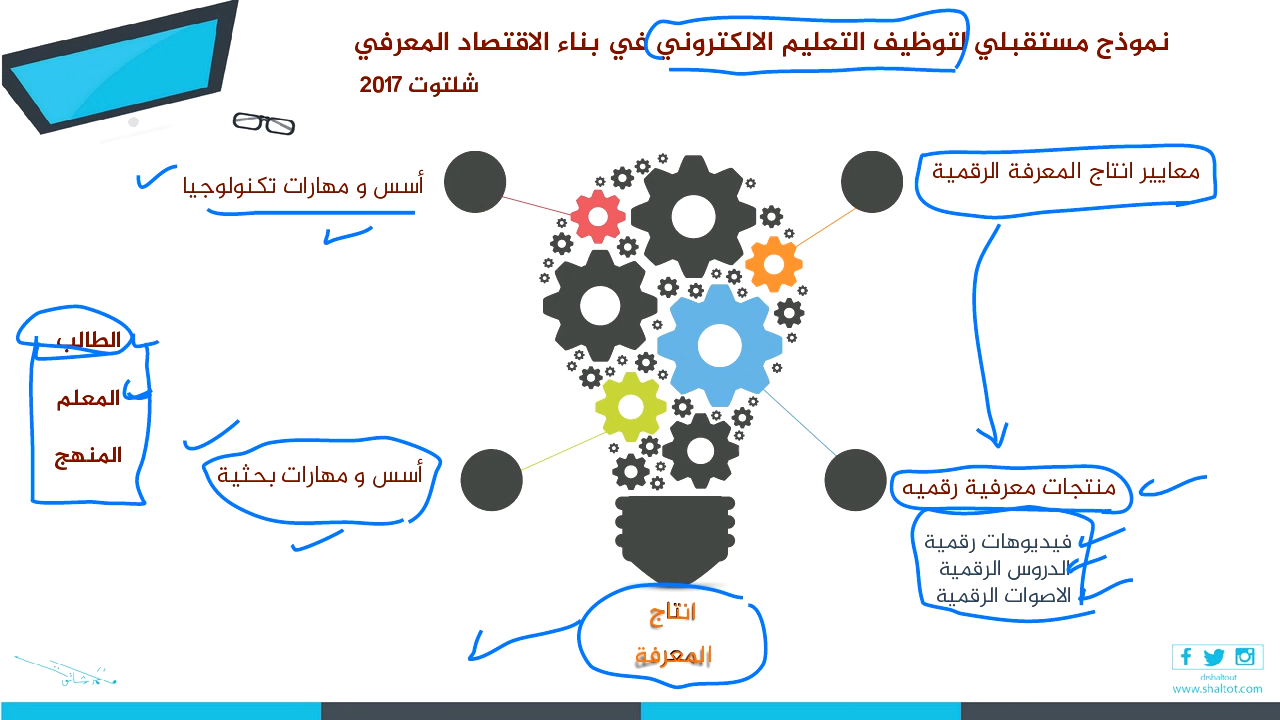 نموذج مستقبلي لتوظيف التعليم الالكتروني في بناء الاقتصاد المعرفي
شلتوت 2017
معايير انتاج المعرفة الرقمية
أسس و مهارات تكنولوجيا
الطالب
المعلم
المنهج
أسس و مهارات بحثية
منتجات معرفية رقميه
فيديوهات رقمية
الدروس الرقمية
الاصوات الرقمية
انتاج
المعرفة
drshaltout
www.shaltot.com